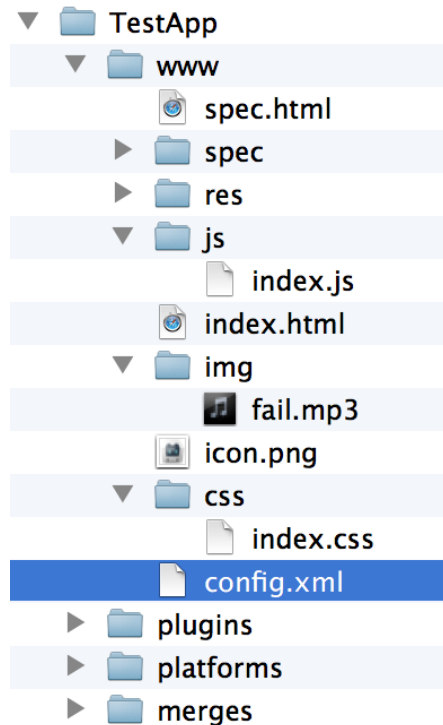 TestApp
www
spec.html
spec
res
js
index.js
index.html
img
fail.mp3
icon.png
css
index.css
config.xml
plugins
platforms
merges